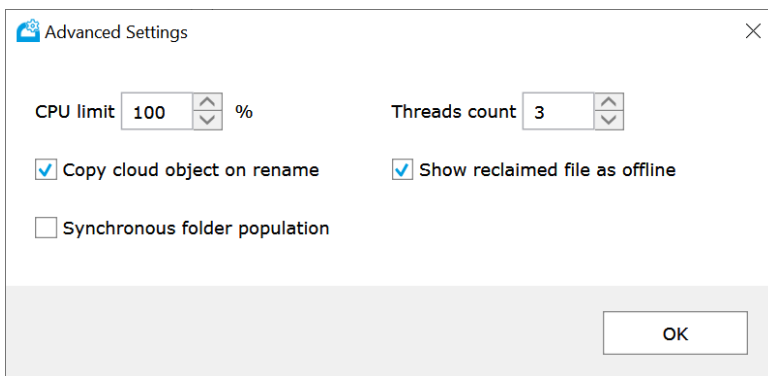 Advanced Settings
CPU limit 100 % Threads count 3
Copy cloud object on rename Show reclaimed file as offline
Synchronous folder population
OK